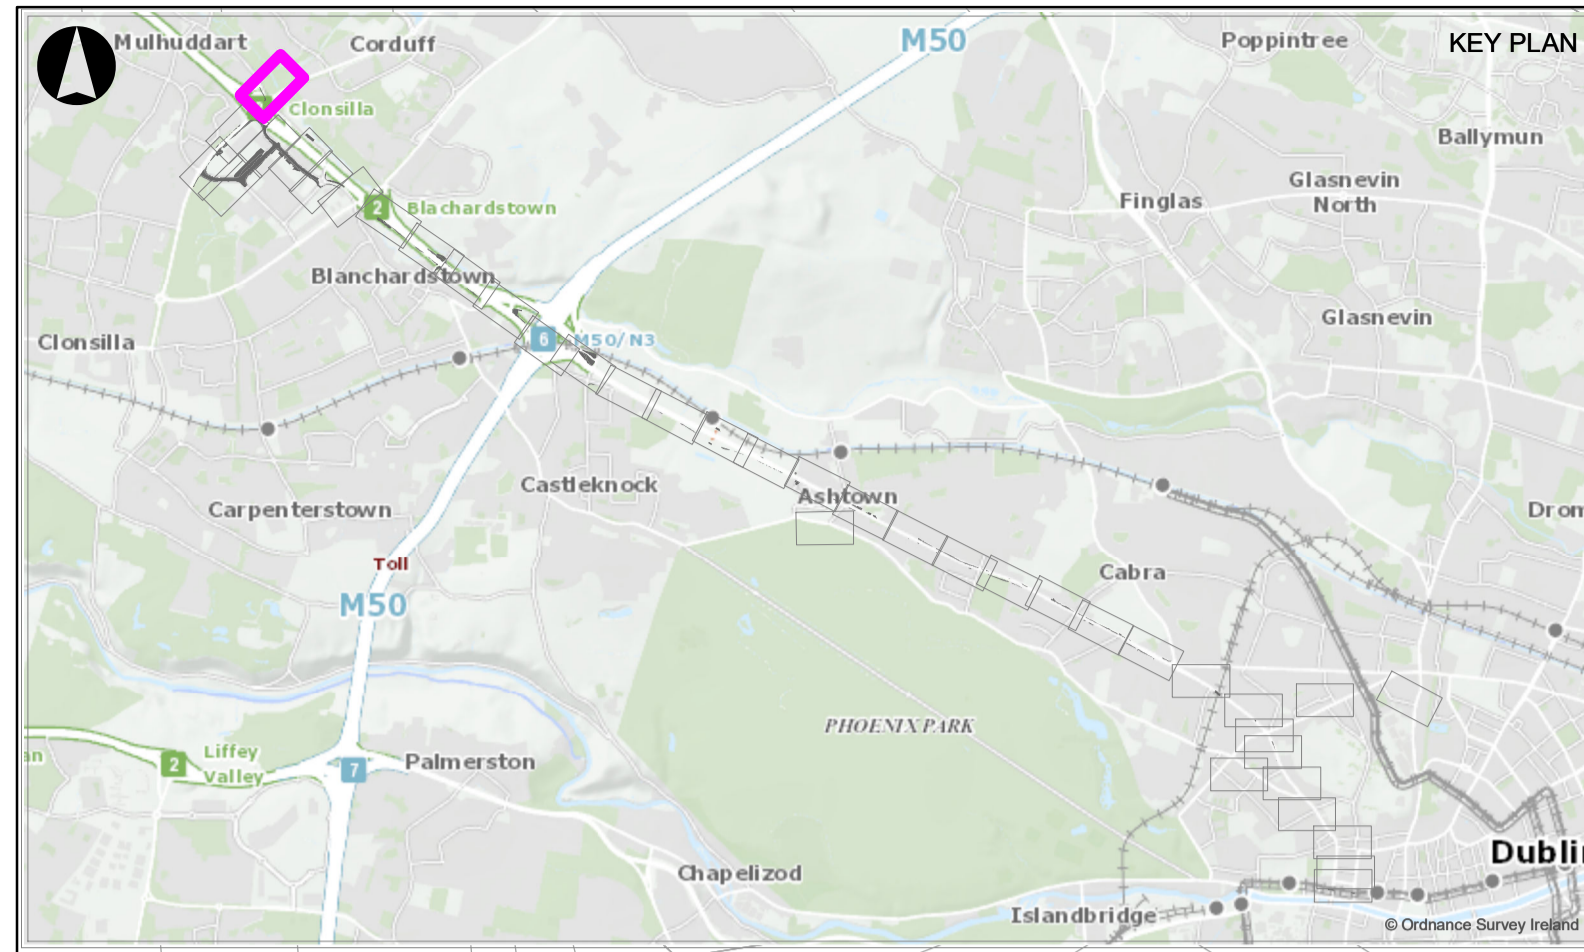 Mulhuddart
Corduff
M50
Poppintree
KEY PLAN
Clonsilla
Ballymun
2
Blachardstown
Finglas
Glasnevin
North
Blanchardstown
Clonsilla
6
M50/N3
Glasnevin
Castleknock
Ashtown
Carpenterstown
Drom
Toll
M50
Cabra
PHOENIX PARK
an
2
Liffey
Valley
7
Palmerston
Chapelizod
Dublin
Islandbridge
© Ordnance Survey Ireland